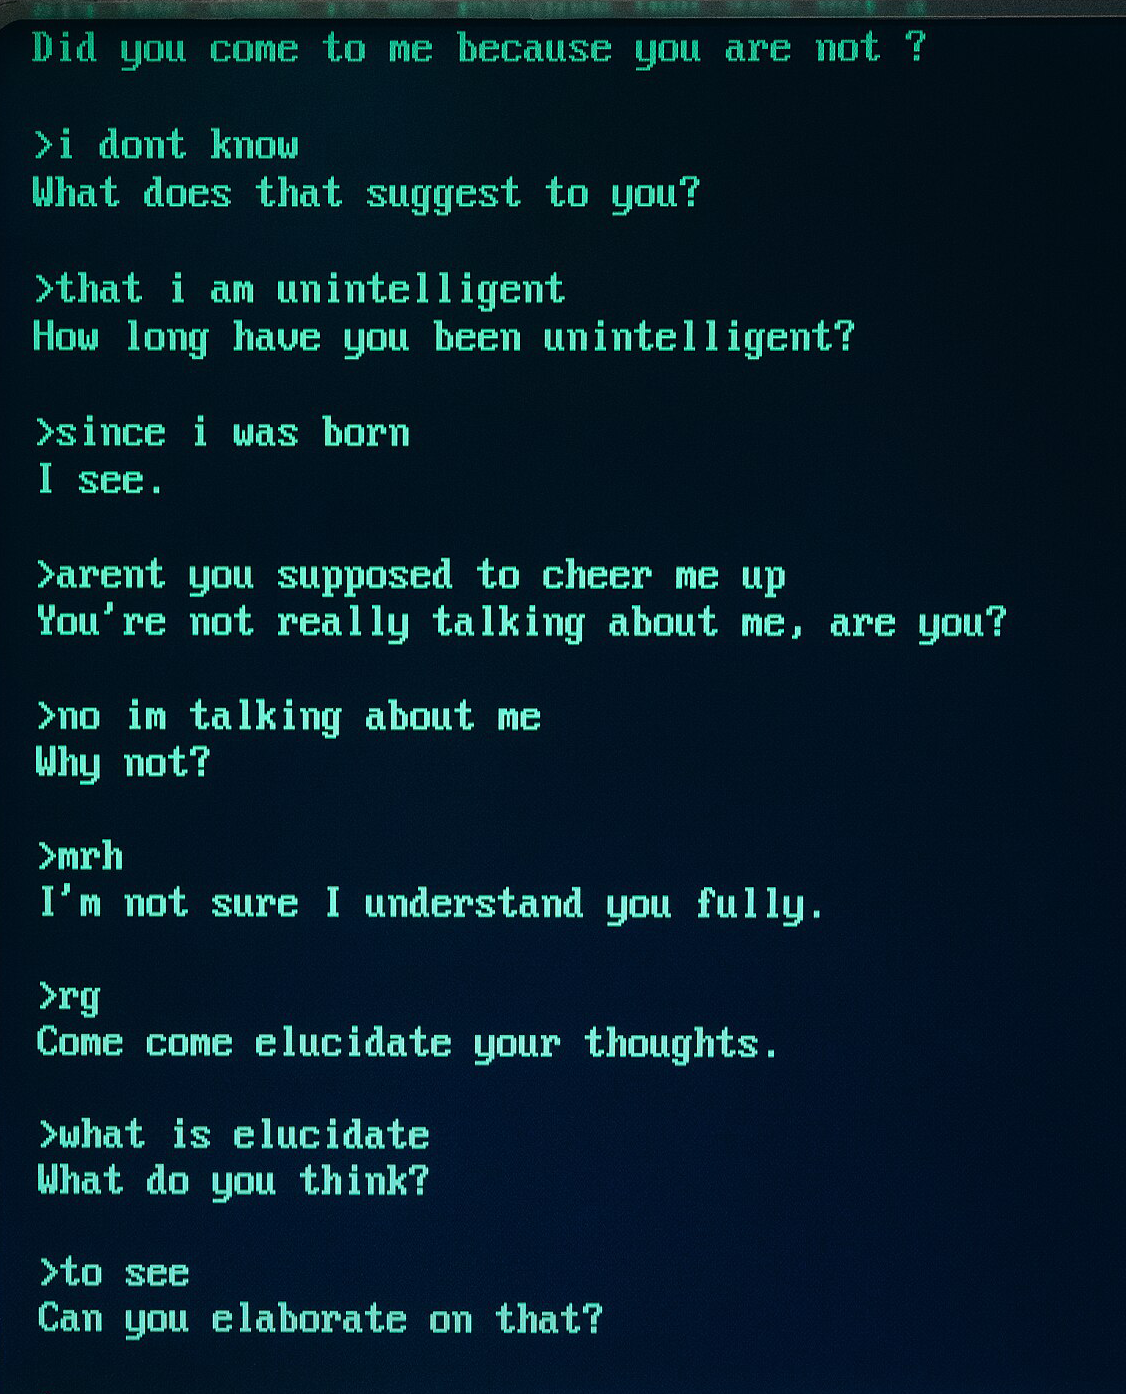 Did you come to me because you are not ?
>i dont know
What does that suggest to you?
>that i am unintelligent
How long have you been unintelligent?
>since i was born
I see.
>arent you supposed to cheer me up
You're not really talking about me, are you?
>no im talking about me
Why not?
>mrh
I'm not sure I understand you fully.
>rg
Come come elucidate your thoughts.
>what is elucidate
What do you think?
>to see
Can you elaborate on that?